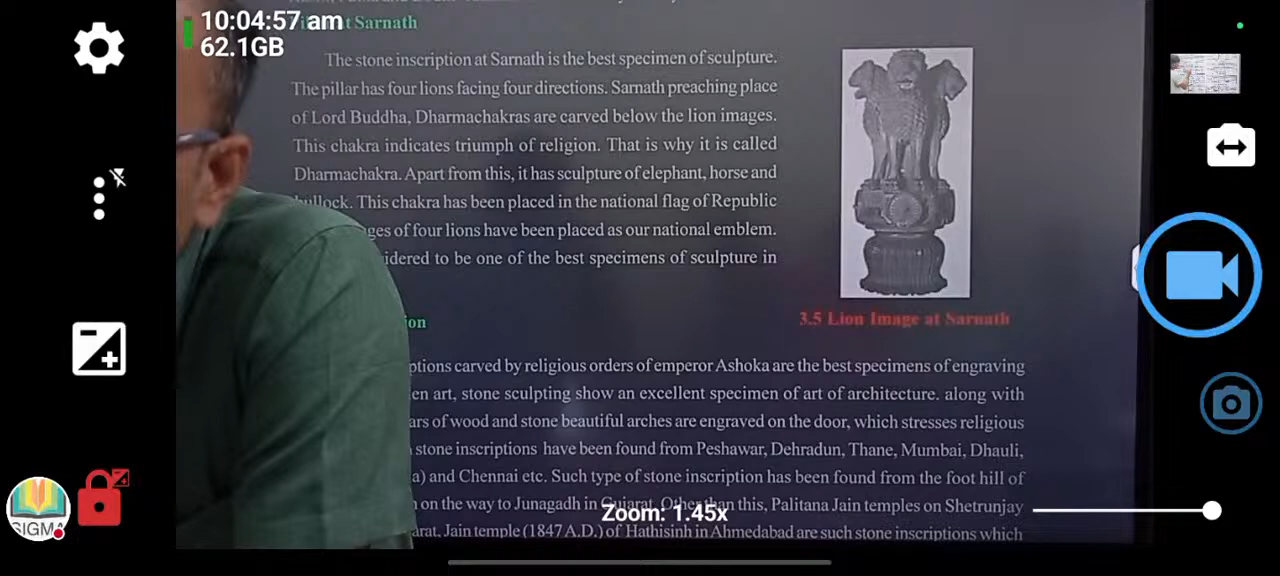 10:04:57 am
62.1GB
at Sarnath
The stone inscription at Sarnath is the best specimen of sculpture.
The pillar has four lions facing four directions. Sarnath preaching place
of Lord Buddha, Dharmachakras are carved below the lion images.
This chakra indicates triumph of religion. That is why it is called
Dharmachakra. Apart from this, it has sculpture of elephant, horse and
bullock. This chakra has been placed in the national flag of Republic
of four lions have been placed as our national emblem.
to be one of the best specimens of sculpture in
3.5 Lion Image at Sarnath
carved by religious orders of emperor Ashoka are the best specimens of engraving
art, stone sculpting show an excellent specimen of art of architecture. along with
of wood and stone beautiful arches are engraved on the door, which stresses religious
stone inscriptions have been found from Peshawar, Dehradun, Thane, Mumbai, Dhauli,
and Chennai etc. Such type of stone inscription has been found from the foot hill of
on the way to Junagadh in Gujarat. Other than this, Palitana Jain temples on Shetrunjay
Jain temple (1847 A.D.) of Hathisinh in Ahmedabad are such stone inscriptions which
Zoom: 1.45x
SIGMA